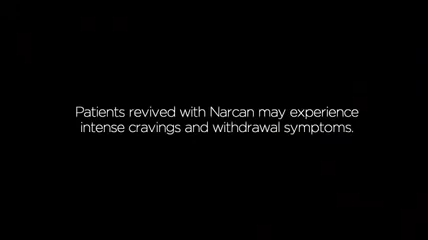 Patients revived with Narcan may experience
intense cravings and withdrawal symptoms.